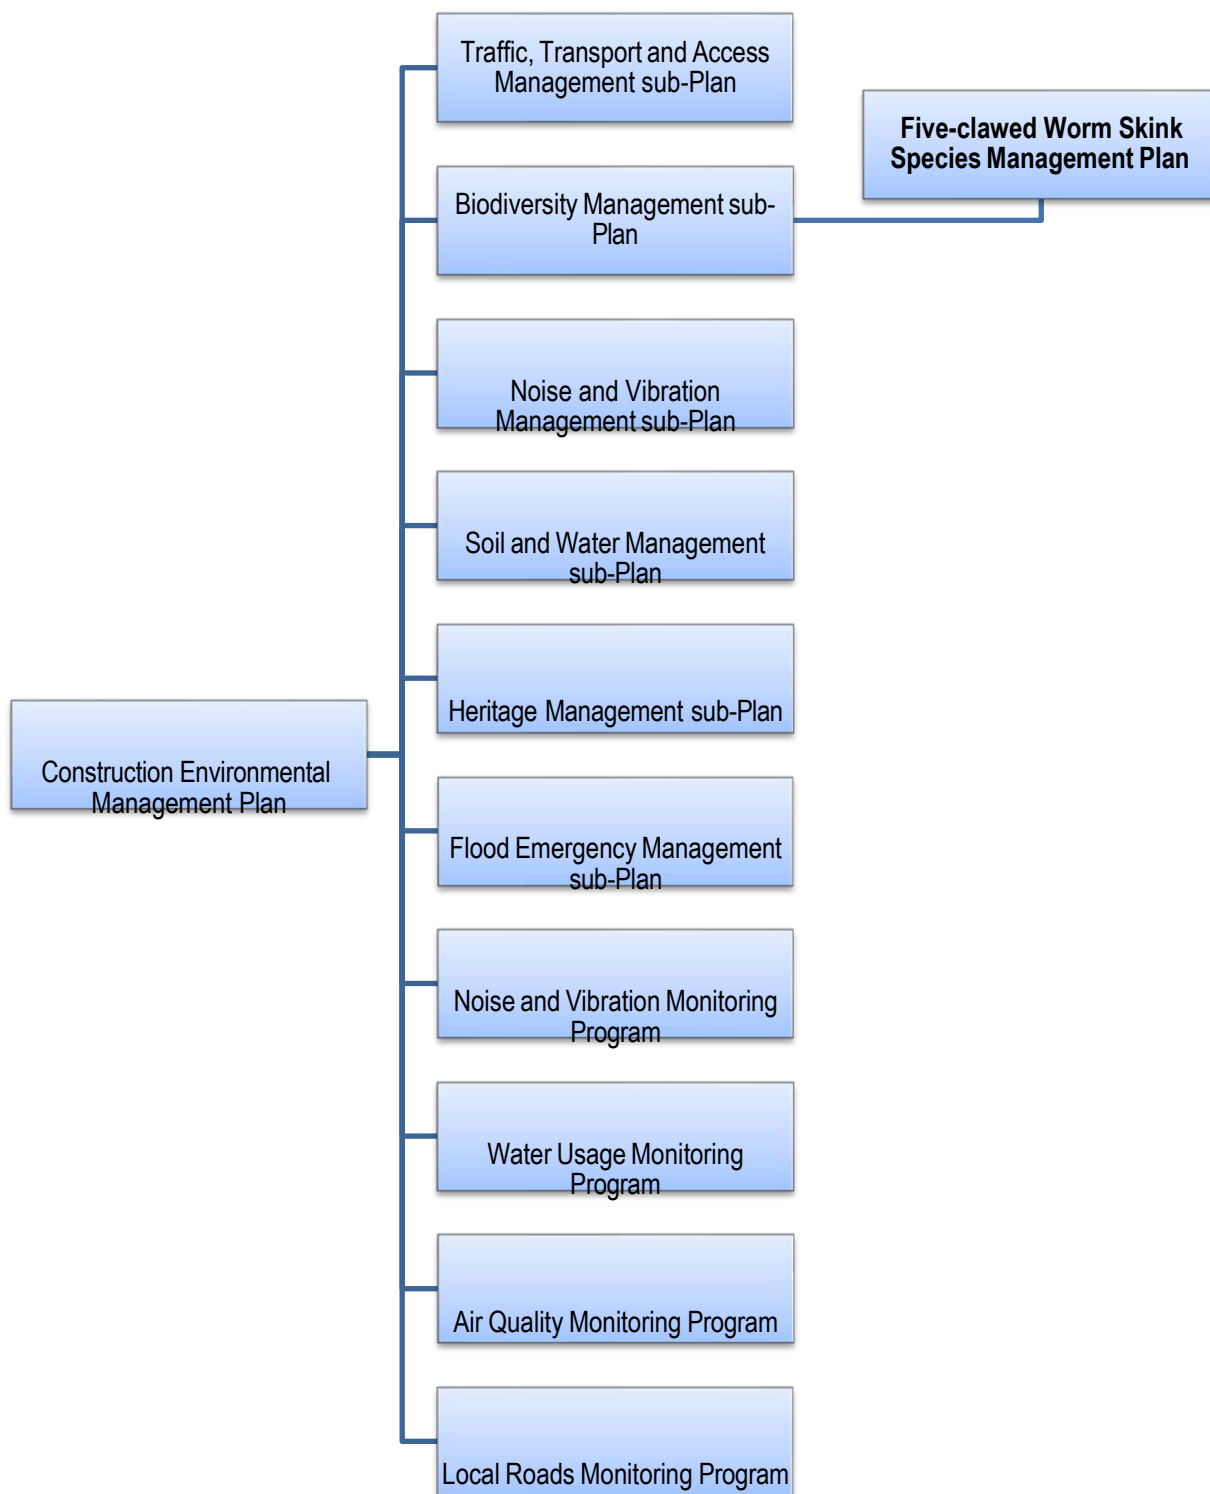 Traffic, Transport and Access
Management sub-Plan
Five-clawed Worm Skink
Species Management Plan
Biodiversity Management sub-
Plan
Noise and Vibration
Management sub-Plan
Soil and Water Management
sub-Plan
Heritage Management sub-Plan
Construction Environmental
Management Plan
Flood Emergency Management
sub-Plan
Noise and Vibration Monitoring
Program
Water Usage Monitoring
Program
Air Quality Monitoring Program
Local Roads Monitoring Program